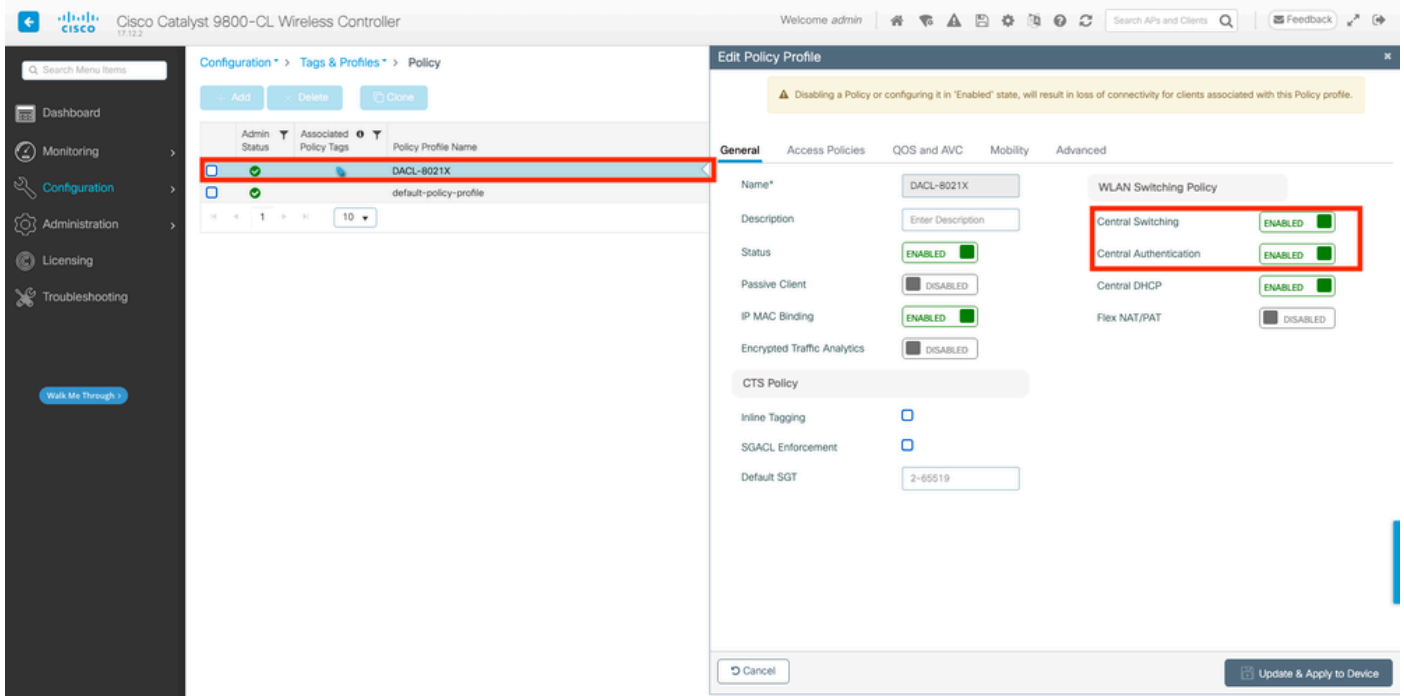 cisco
Cisco Catalyst 9800-CL Wireless Controller
17.12.2
Welcome admin
Search APs and Clients
Feedback
Search Menu Items
Dashboard
Monitoring
Configuration
Administration
Licensing
Troubleshooting
Walk Me Through >
Configuration > Tags & Profiles > Policy
+ Add
Delete
Clone
Admin Status
Associated Policy Tags
Policy Profile Name
DACL-8021X
default-policy-profile
1
10
Edit Policy Profile
Disabling a Policy or configuring it in 'Enabled' state, will result in loss of connectivity for clients associated with this Policy profile.
General Access Policies QOS and AVC Mobility Advanced
Name* DACL-8021X
Description Enter Description
Status ENABLED
Passive Client DISABLED
IP MAC Binding ENABLED
Encrypted Traffic Analytics DISABLED
CTS Policy
Inline Tagging
SGACL Enforcement
Default SGT 2-65519
WLAN Switching Policy
Central Switching ENABLED
Central Authentication ENABLED
Central DHCP ENABLED
Flex NAT/PAT DISABLED
Cancel
Update & Apply to Device